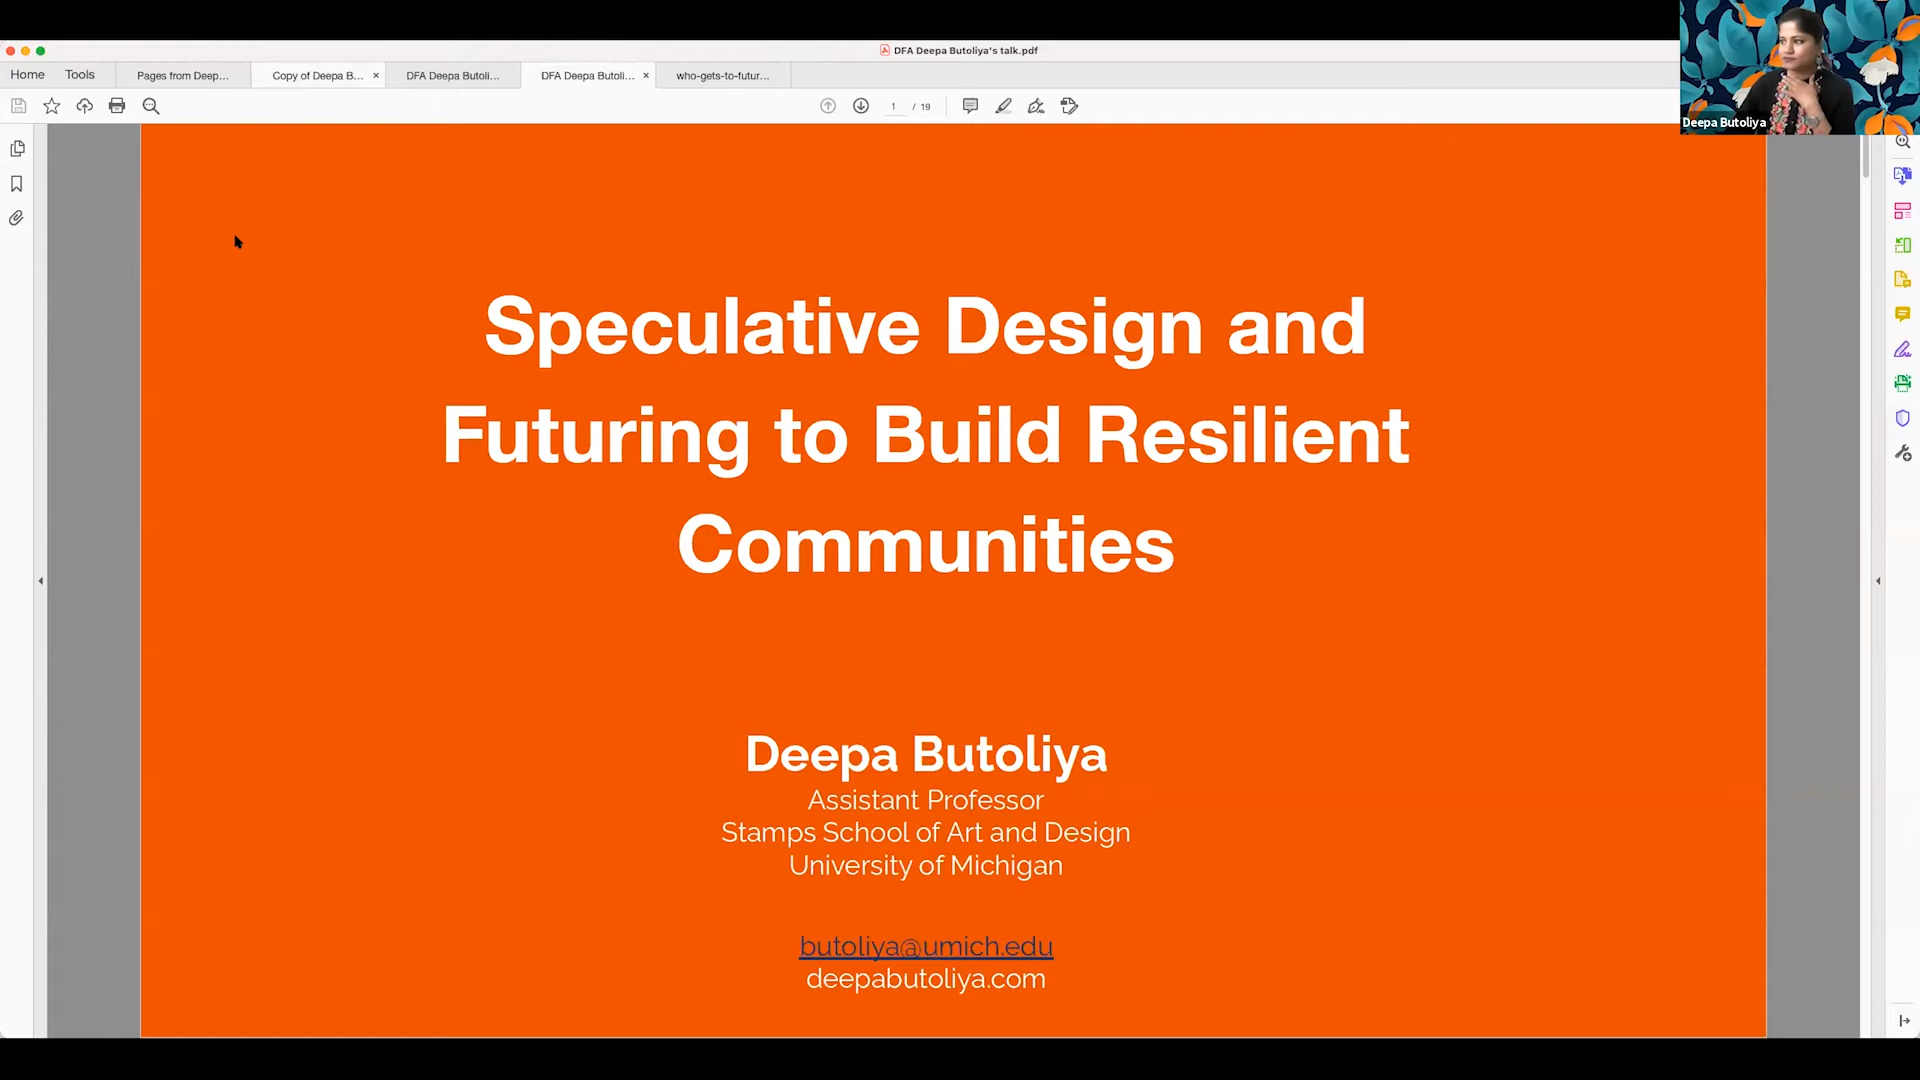 DFA Deepa Butoliya's talk.pdf
Home Tools Pages from Deep... Copy of Deepa B... × DFA Deepa Butoli... DFA Deepa Butoli... × who-gets-to-futur...
1 / 19
Deepa Butoliya
Speculative Design and
Futuring to Build Resilient
Communities
Deepa Butoliya
Assistant Professor
Stamps School of Art and Design
University of Michigan
butoliya@umich.edu
deepabutoliya.com